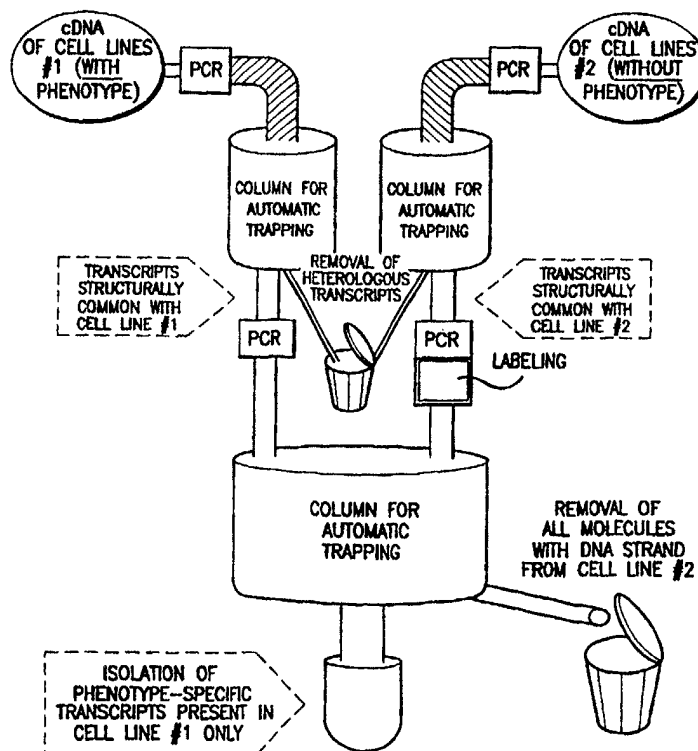 cDNA
OF CELL LINES
#1 (WITH
PHENOTYPE)
PCR
PCR
cDNA
OF CELL LINES
#2 (WITHOUT
PHENOTYPE)
COLUMN FOR
AUTOMATIC
TRAPPING
COLUMN FOR
AUTOMATIC
TRAPPING
REMOVAL OF
HETEROLOGOUS
TRANSCRIPTS
TRANSCRIPTS
STRUCTURALLY
COMMON WITH
CELL LINE #1
TRANSCRIPTS
STRUCTURALLY
COMMON WITH
CELL LINE #2
PCR
PCR
LABELING
COLUMN FOR
AUTOMATIC
TRAPPING
REMOVAL OF
ALL MOLECULES
WITH DNA STRAND
FROM CELL LINE #2
ISOLATION OF
PHENOTYPE-SPECIFIC
TRANSCRIPTS PRESENT IN
CELL LINE #1 ONLY